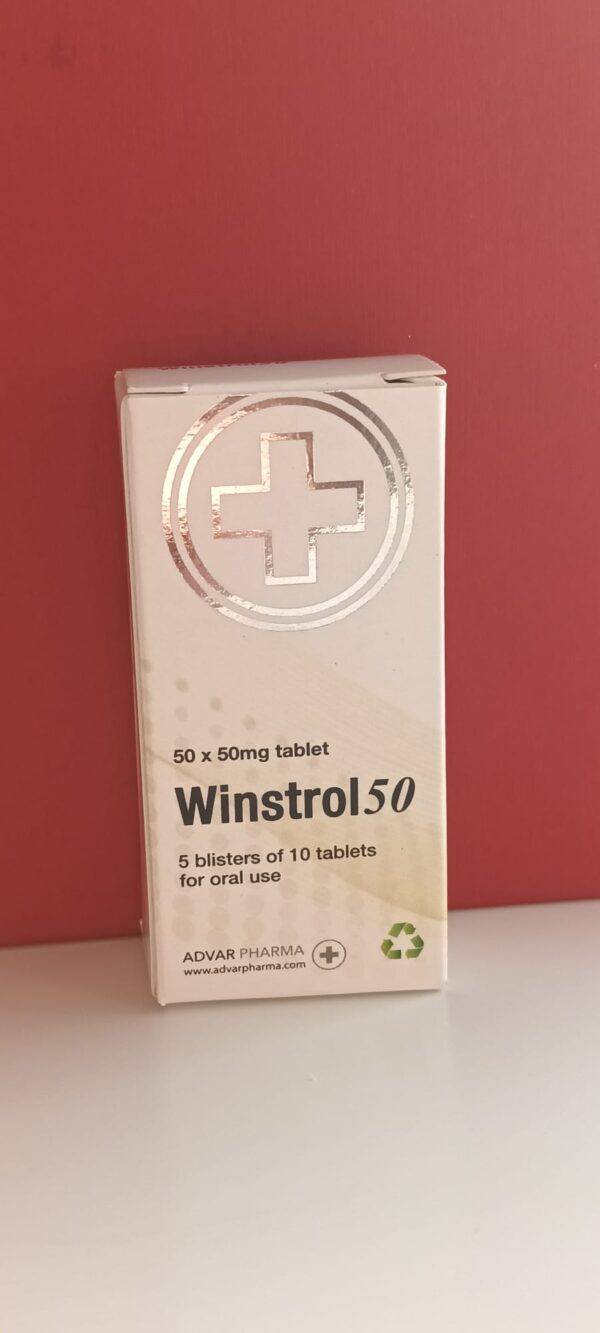 50 x 50mg tablet
Winstrol50
5 blisters of 10 tablets
for oral use
ADVAR PHARMA
www.advarpharma.com